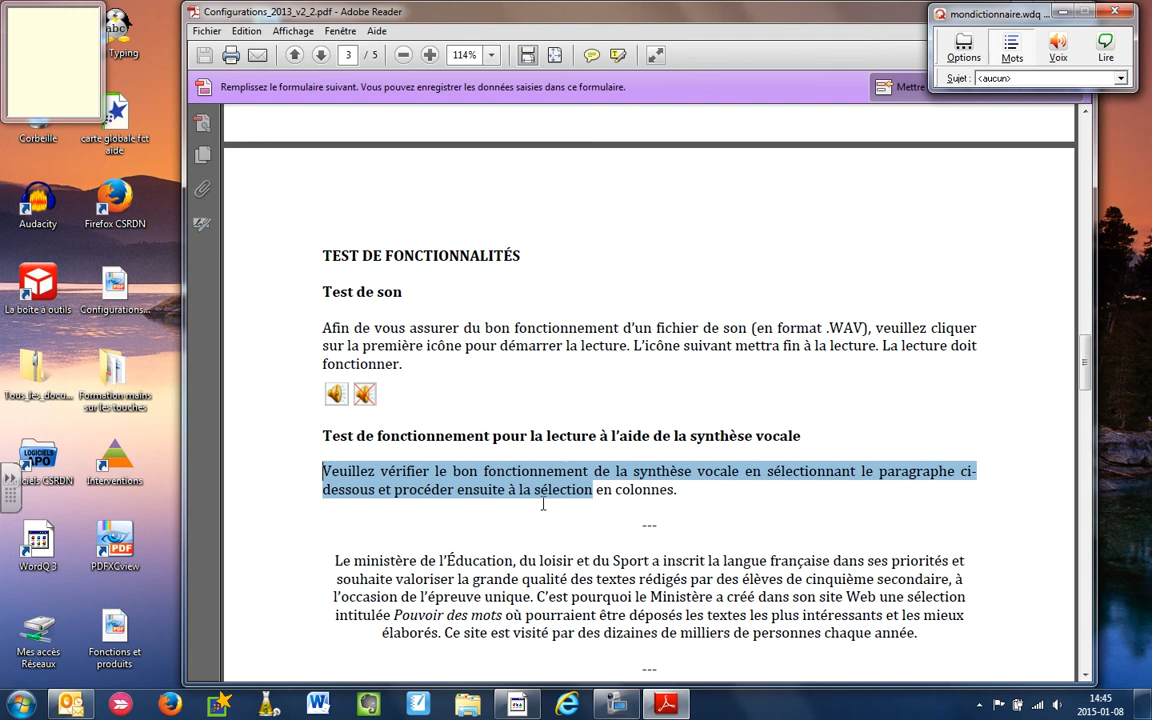 Configurations_2013_v2_2.pdf - Adobe Reader
Fichier Edition Affichage Fenêtre Aide
3 / 5 114%
Remplissez le formulaire suivant. Vous pouvez enregistrer les données saisies dans ce formulaire.
Mettre
mondictionnaire.wdq ...
Options Mots Voix Lire
Sujet : <aucun>
abc
Typing
Corbeille
carte globale fct aide
Audacity
Firefox CSRDN
La boîte à outils
Configurations...
Tous_les_docu...
Formation mains sur les touches
LOGICIELS
APO
CSRDN
Interventions
WordQ 3
PDF
PDFXCview
Mes accès Réseaux
Fonctions et produits
TEST DE FONCTIONNALITÉS
Test de son
Afin de vous assurer du bon fonctionnement d'un fichier de son (en format .WAV), veuillez cliquer
sur la première icône pour démarrer la lecture. L'icône suivant mettra fin à la lecture. La lecture doit
fonctionner.
Test de fonctionnement pour la lecture à l'aide de la synthèse vocale
Veuillez vérifier le bon fonctionnement de la synthèse vocale en sélectionnant le paragraphe ci-
dessous et procéder ensuite à la sélection en colonnes.
---
Le ministère de l'Éducation, du loisir et du Sport a inscrit la langue française dans ses priorités et
souhaite valoriser la grande qualité des textes rédigés par des élèves de cinquième secondaire, à
l'occasion de l'épreuve unique. C'est pourquoi le Ministère a créé dans son site Web une sélection
intitulée Pouvoir des mots où pourraient être déposés les textes les plus intéressants et les mieux
élaborés. Ce site est visité par des dizaines de milliers de personnes chaque année.
---
14:45
2015-01-08